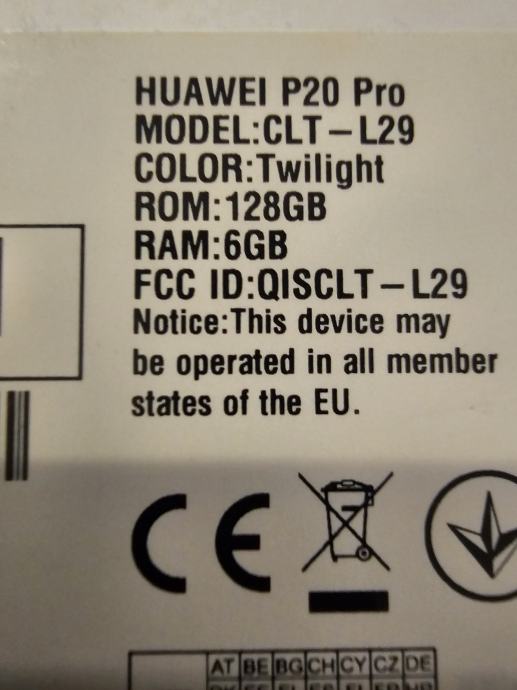 HUAWEI P20 Pro
MODEL:CLT-L29
COLOR:Twilight
ROM:128GB
RAM:6GB
FCC ID:QISCLT-L29
Notice:This device may
be operated in all member
states of the EU.
CE
AT BE BG CH CY CZ DE